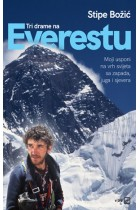 Stipe Božić
Tri drame na
Everestu
Moji usponi
na vrh svijeta
sa zapada,
juga i sjevera